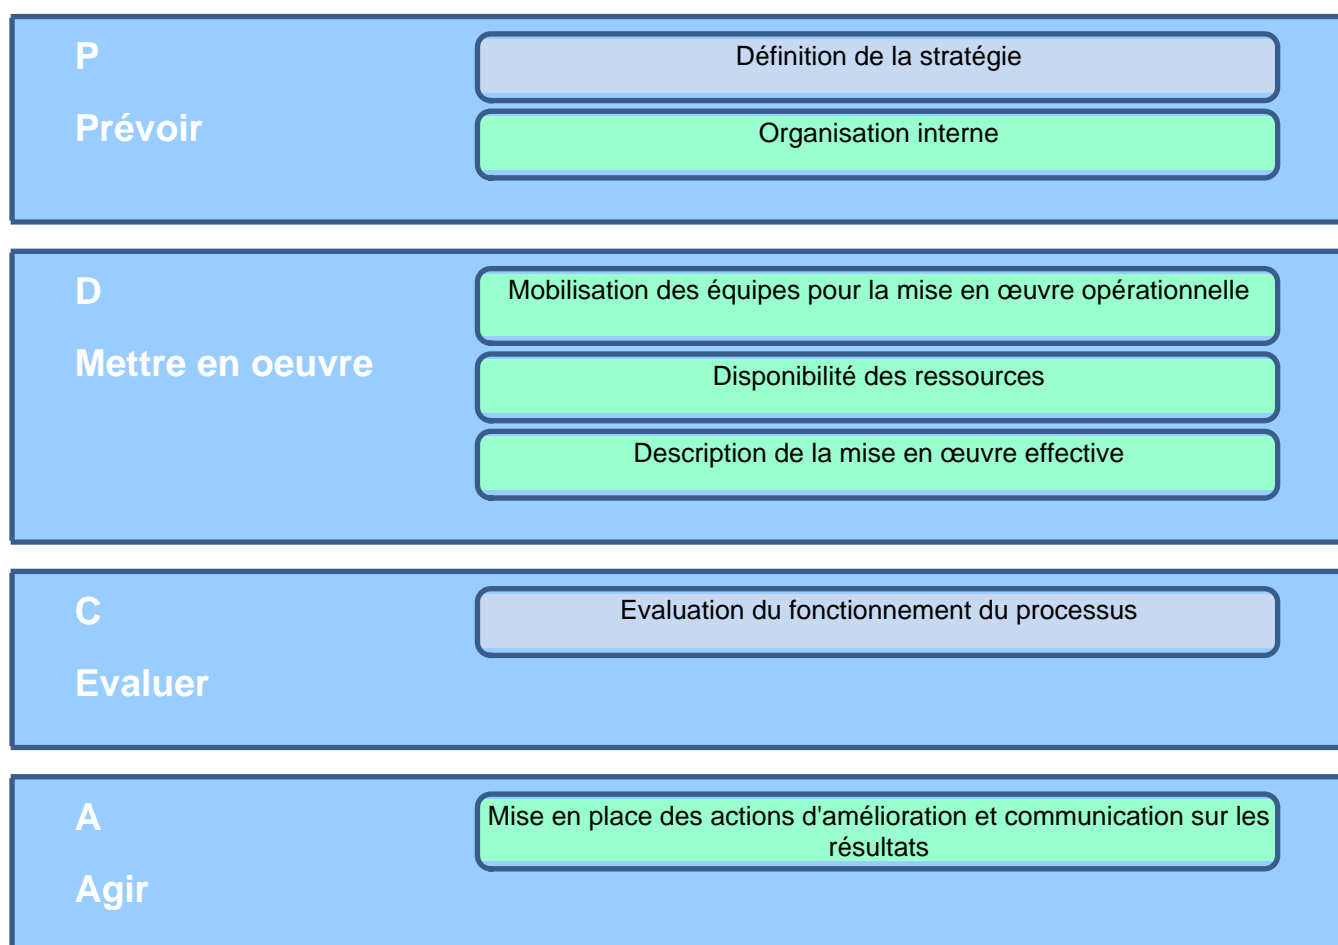 P
Prévoir
Définition de la stratégie
Organisation interne
D
Mettre en oeuvre
Mobilisation des équipes pour la mise en œuvre opérationnelle
Disponibilité des ressources
Description de la mise en œuvre effective
C
Evaluer
Evaluation du fonctionnement du processus
A
Agir
Mise en place des actions d'amélioration et communication sur les
résultats